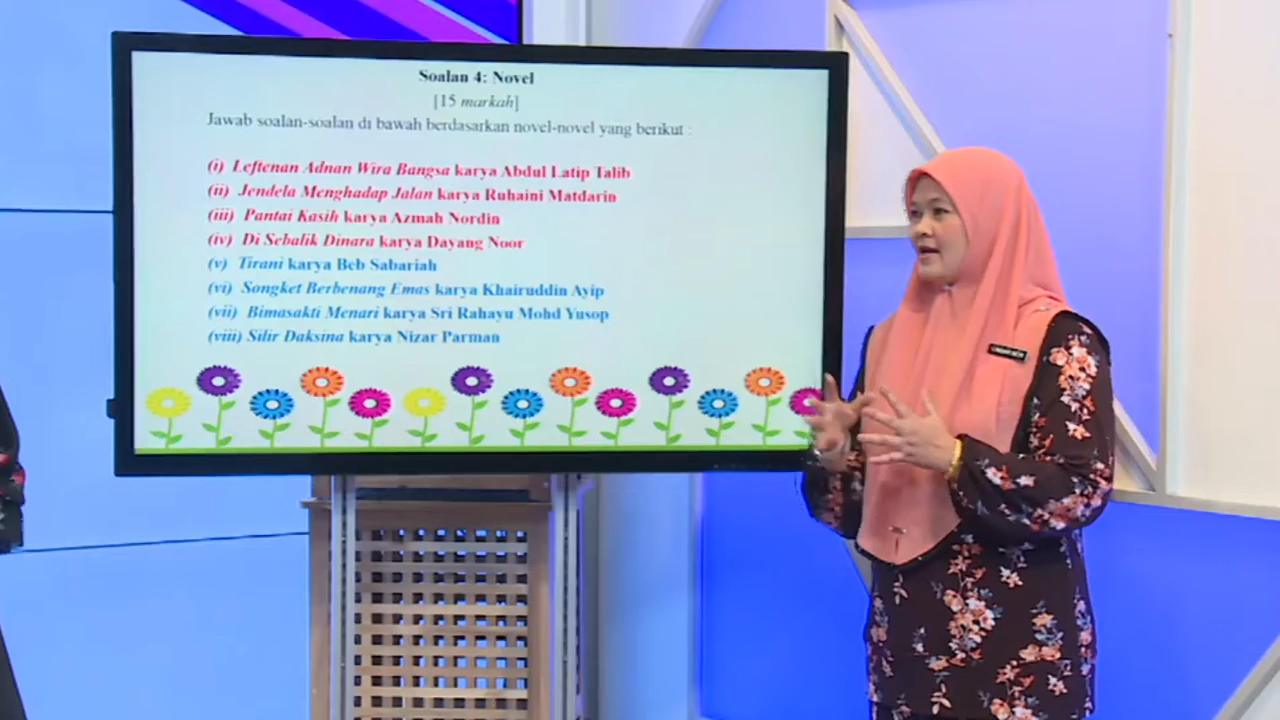 Soalan 4: Novel
[15 markah]
Jawab soalan-soalan di bawah berdasarkan novel-novel yang berikut :
(i) Leftenan Adnan Wira Bangsa karya Abdul Latip Talib
(ii) Jendela Menghadap Jalan karya Ruhaini Matdarin
(iii) Pantai Kasih karya Azmah Nordin
(iv) Di Sebalik Dinara karya Dayang Noor
(v) Tirani karya Beb Sabariah
(vi) Songket Berbenang Emas karya Khairuddin Ayip
(vii) Bimasakti Menari karya Sri Rahayu Mohd Yusop
(viii) Silir Daksina karya Nizar Parman